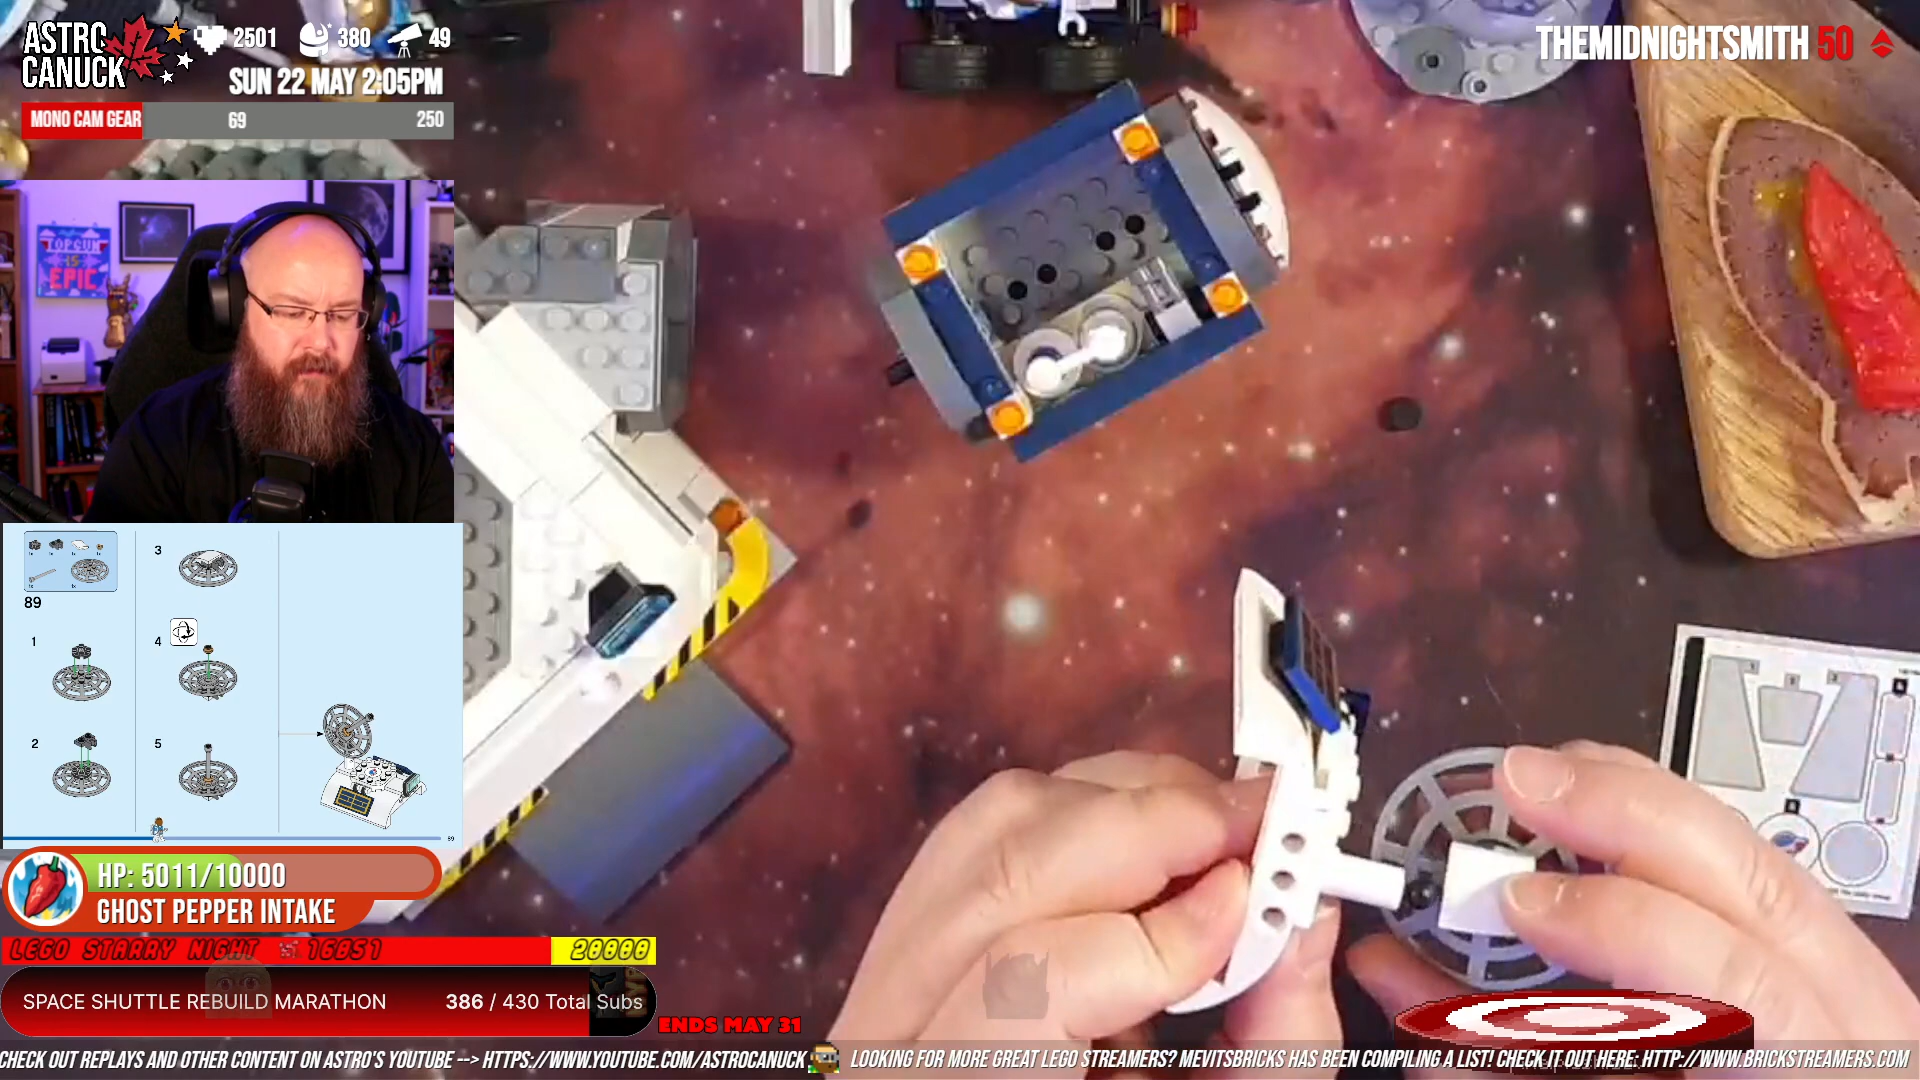 ASTRO
CANUCK
2501
380
49
SUN 22 MAY 2:05PM
MONO CAM GEAR
69
250
THEMIDNIGHTSMITH 50
TOPGUN
IS
EPIC
89
1
2
3
4
5
89
HP: 5011/10000
GHOST PEPPER INTAKE
LEGO STARRY NIGHT 16851
20000
SPACE SHUTTLE REBUILD MARATHON
386 / 430 Total Subs
ENDS MAY 31
CHECK OUT REPLAYS AND OTHER CONTENT ON ASTRO'S YOUTUBE --> HTTPS://WWW.YOUTUBE.COM/ASTROCANUCK
LOOKING FOR MORE GREAT LEGO STREAMERS? MEVITSBRICKS HAS BEEN COMPILING A LIST! CHECK IT OUT HERE: HTTP://WWW.BRICKSTREAMERS.COM